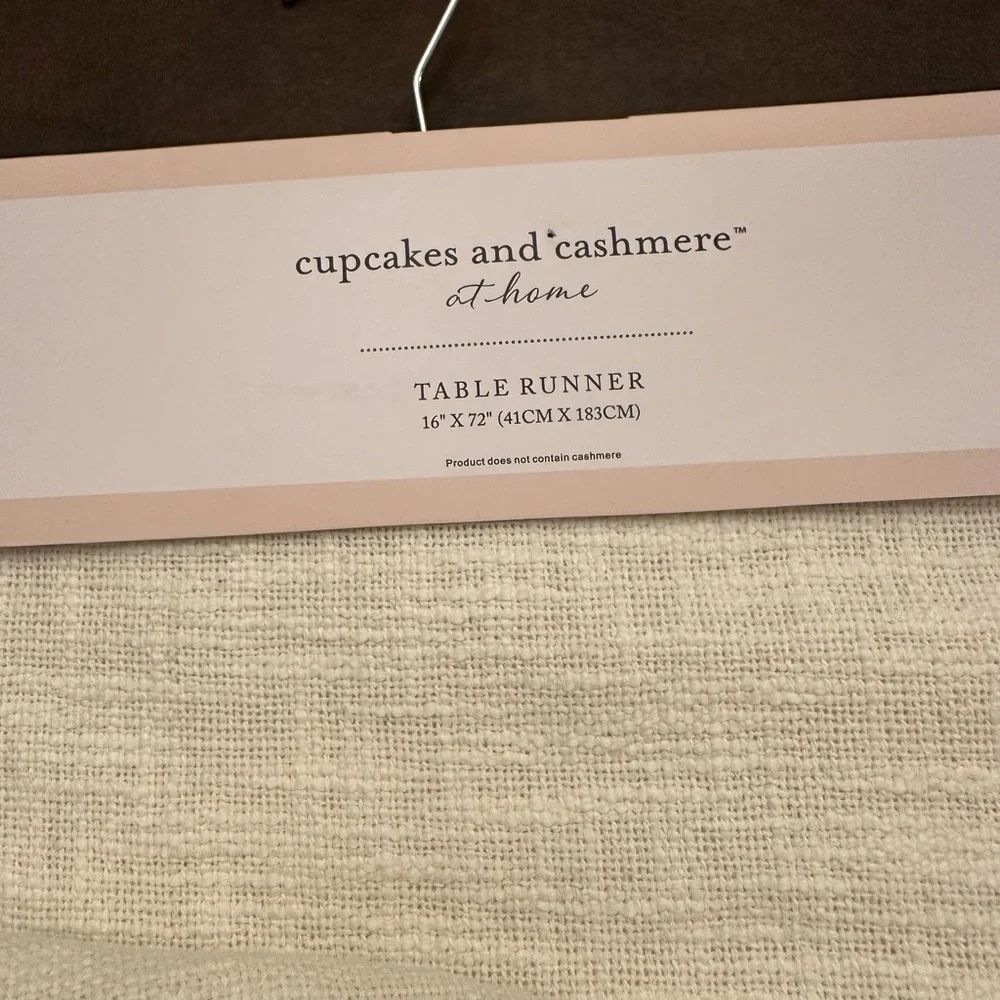 cupcakes and cashmere™
at home
TABLE RUNNER
16" X 72" (41CM X 183CM)
Product does not contain cashmere